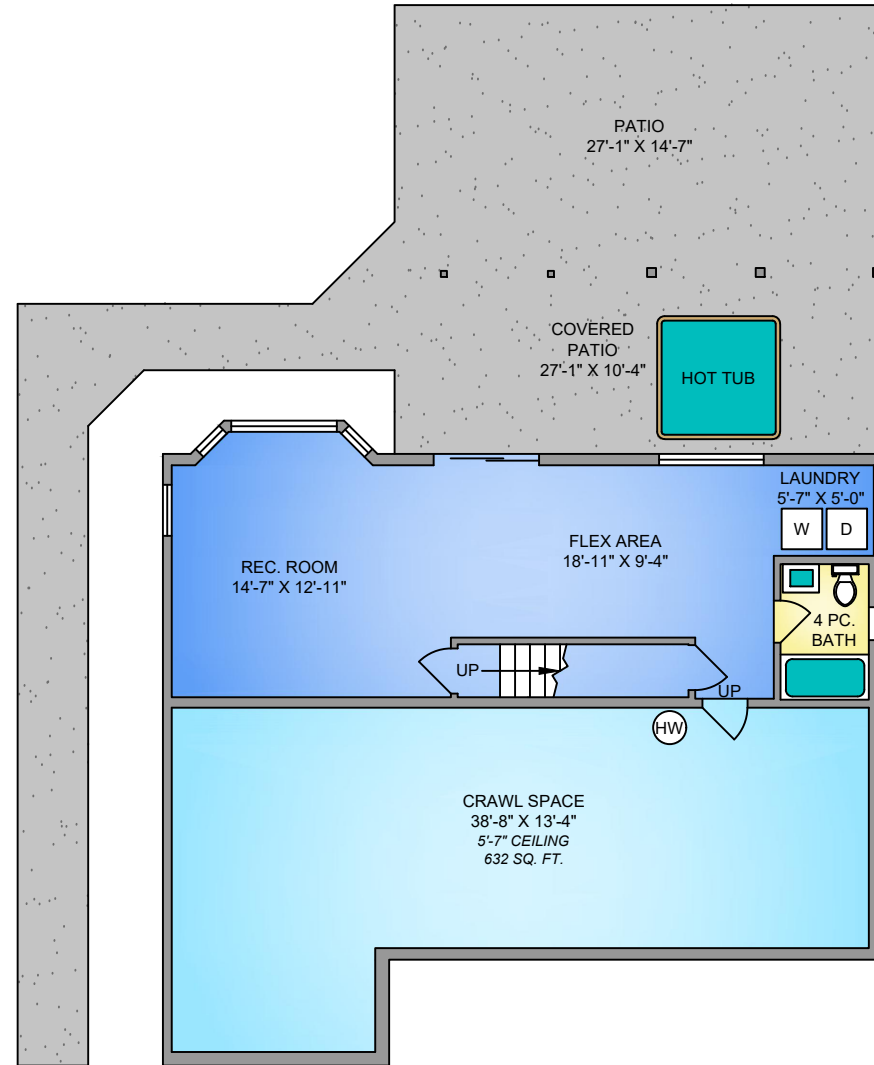 PATIO
27'-1" X 14'-7"
COVERED
PATIO
27'-1" X 10'-4"
HOT TUB
LAUNDRY
5'-7" X 5'-0"
W
D
FLEX AREA
18'-11" X 9'-4"
REC. ROOM
14'-7" X 12'-11"
4 PC.
BATH
UP
UP
HW
CRAWL SPACE
38'-8" X 13'-4"
5'-7" CEILING
632 SQ. FT.